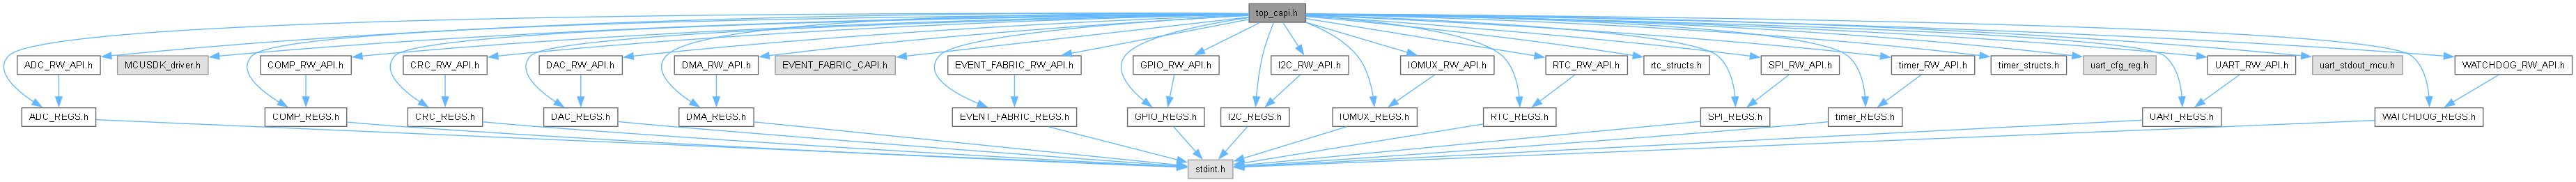 top_capi.h
ADC_RW_API.h
MCUSDK_driver.h
COMP_RW_API.h
CRC_RW_API.h
DAC_RW_API.h
DMA_RW_API.h
EVENT_FABRIC_CAPI.h
EVENT_FABRIC_RW_API.h
GPIO_RW_API.h
I2C_RW_API.h
IOMUX_RW_API.h
RTC_RW_API.h
rtc_structs.h
SPI_RW_API.h
timer_RW_API.h
timer_structs.h
uart_cfg_reg.h
UART_RW_API.h
uart_stdout_mcu.h
WATCHDOG_RW_API.h
ADC_REGS.h
COMP_REGS.h
CRC_REGS.h
DAC_REGS.h
DMA_REGS.h
EVENT_FABRIC_REGS.h
GPIO_REGS.h
I2C_REGS.h
IOMUX_REGS.h
RTC_REGS.h
SPI_REGS.h
timer_REGS.h
UART_REGS.h
WATCHDOG_REGS.h
stdint.h